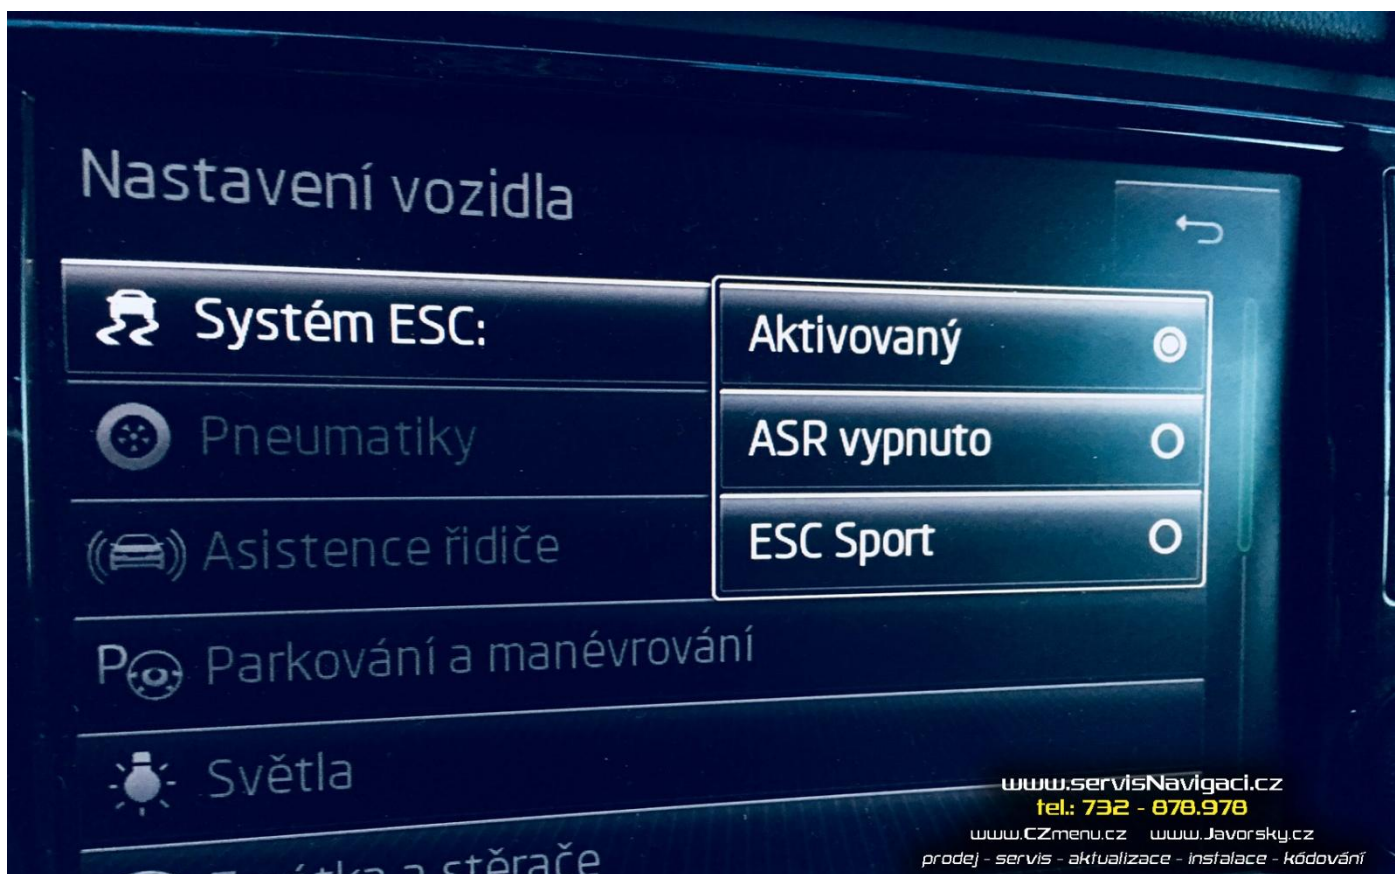 Nastavení vozidla
Systém ESC:
Aktivovaný
Pneumatiky
ASR vypnuto
Asistence řidiče
ESC Sport
P Parkování a manévrování
Světla
a stěrače
www.servisNavigaci.cz
tel.: 732 - 878.978
www.CZmenu.cz www.Javorsky.cz
prodej - servis - aktualizace - instalace - kódování